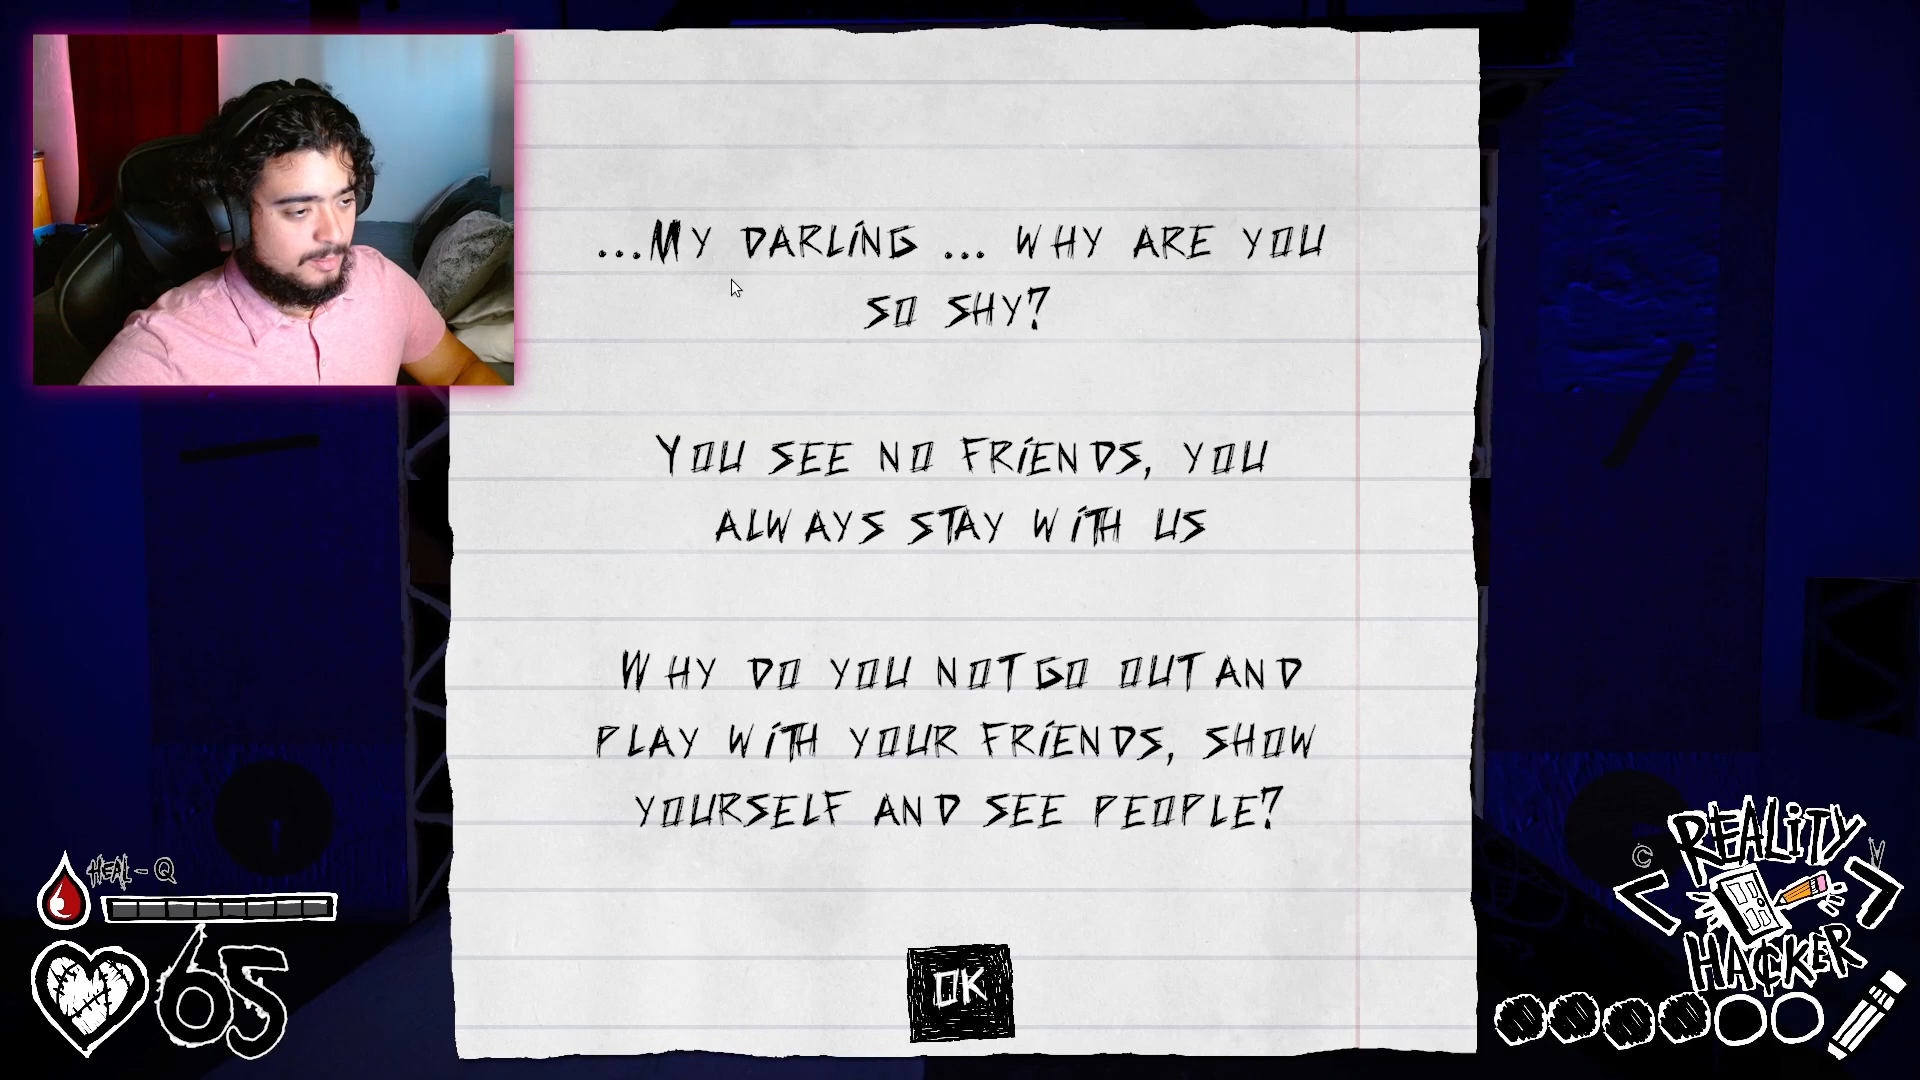 ...My darling ... why are you
so shy?
You see no friends, you
always stay with us
Why do you not go out and
play with your friends, show
yourself and see people?
OK
Heal - Q
65
C
Reality
V
Hacker